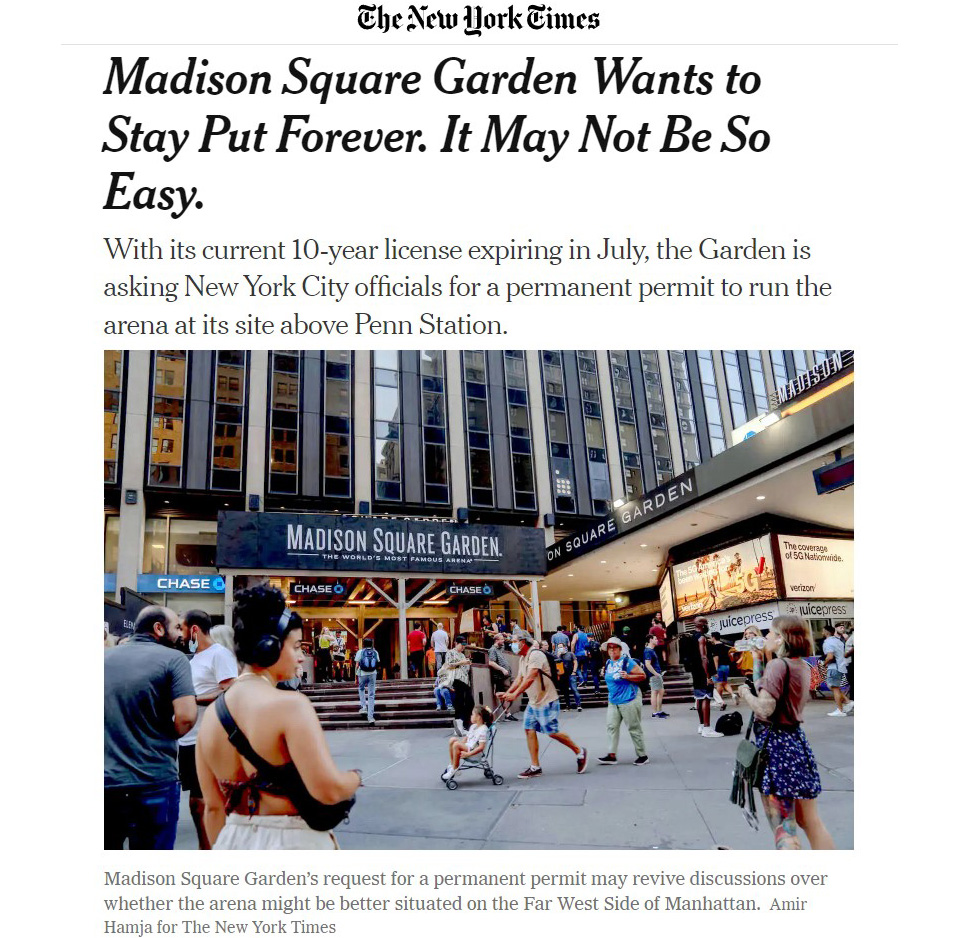 The New York Times
Madison Square Garden Wants to
Stay Put Forever. It May Not Be So
Easy.
With its current 10-year license expiring in July, the Garden is
asking New York City officials for a permanent permit to run the
arena at its site above Penn Station.
MADISON
ON SQUARE GARDEN
MADISON SQUARE GARDEN.
THE WORLD'S MOST FAMOUS ARENA
The coverage
of 5G Nationwide.
verizon
CHASE
CHASE
CHASE
juicepress
juicepress
Madison Square Garden's request for a permanent permit may revive discussions over
whether the arena might be better situated on the Far West Side of Manhattan. Amir
Hamja for The New York Times